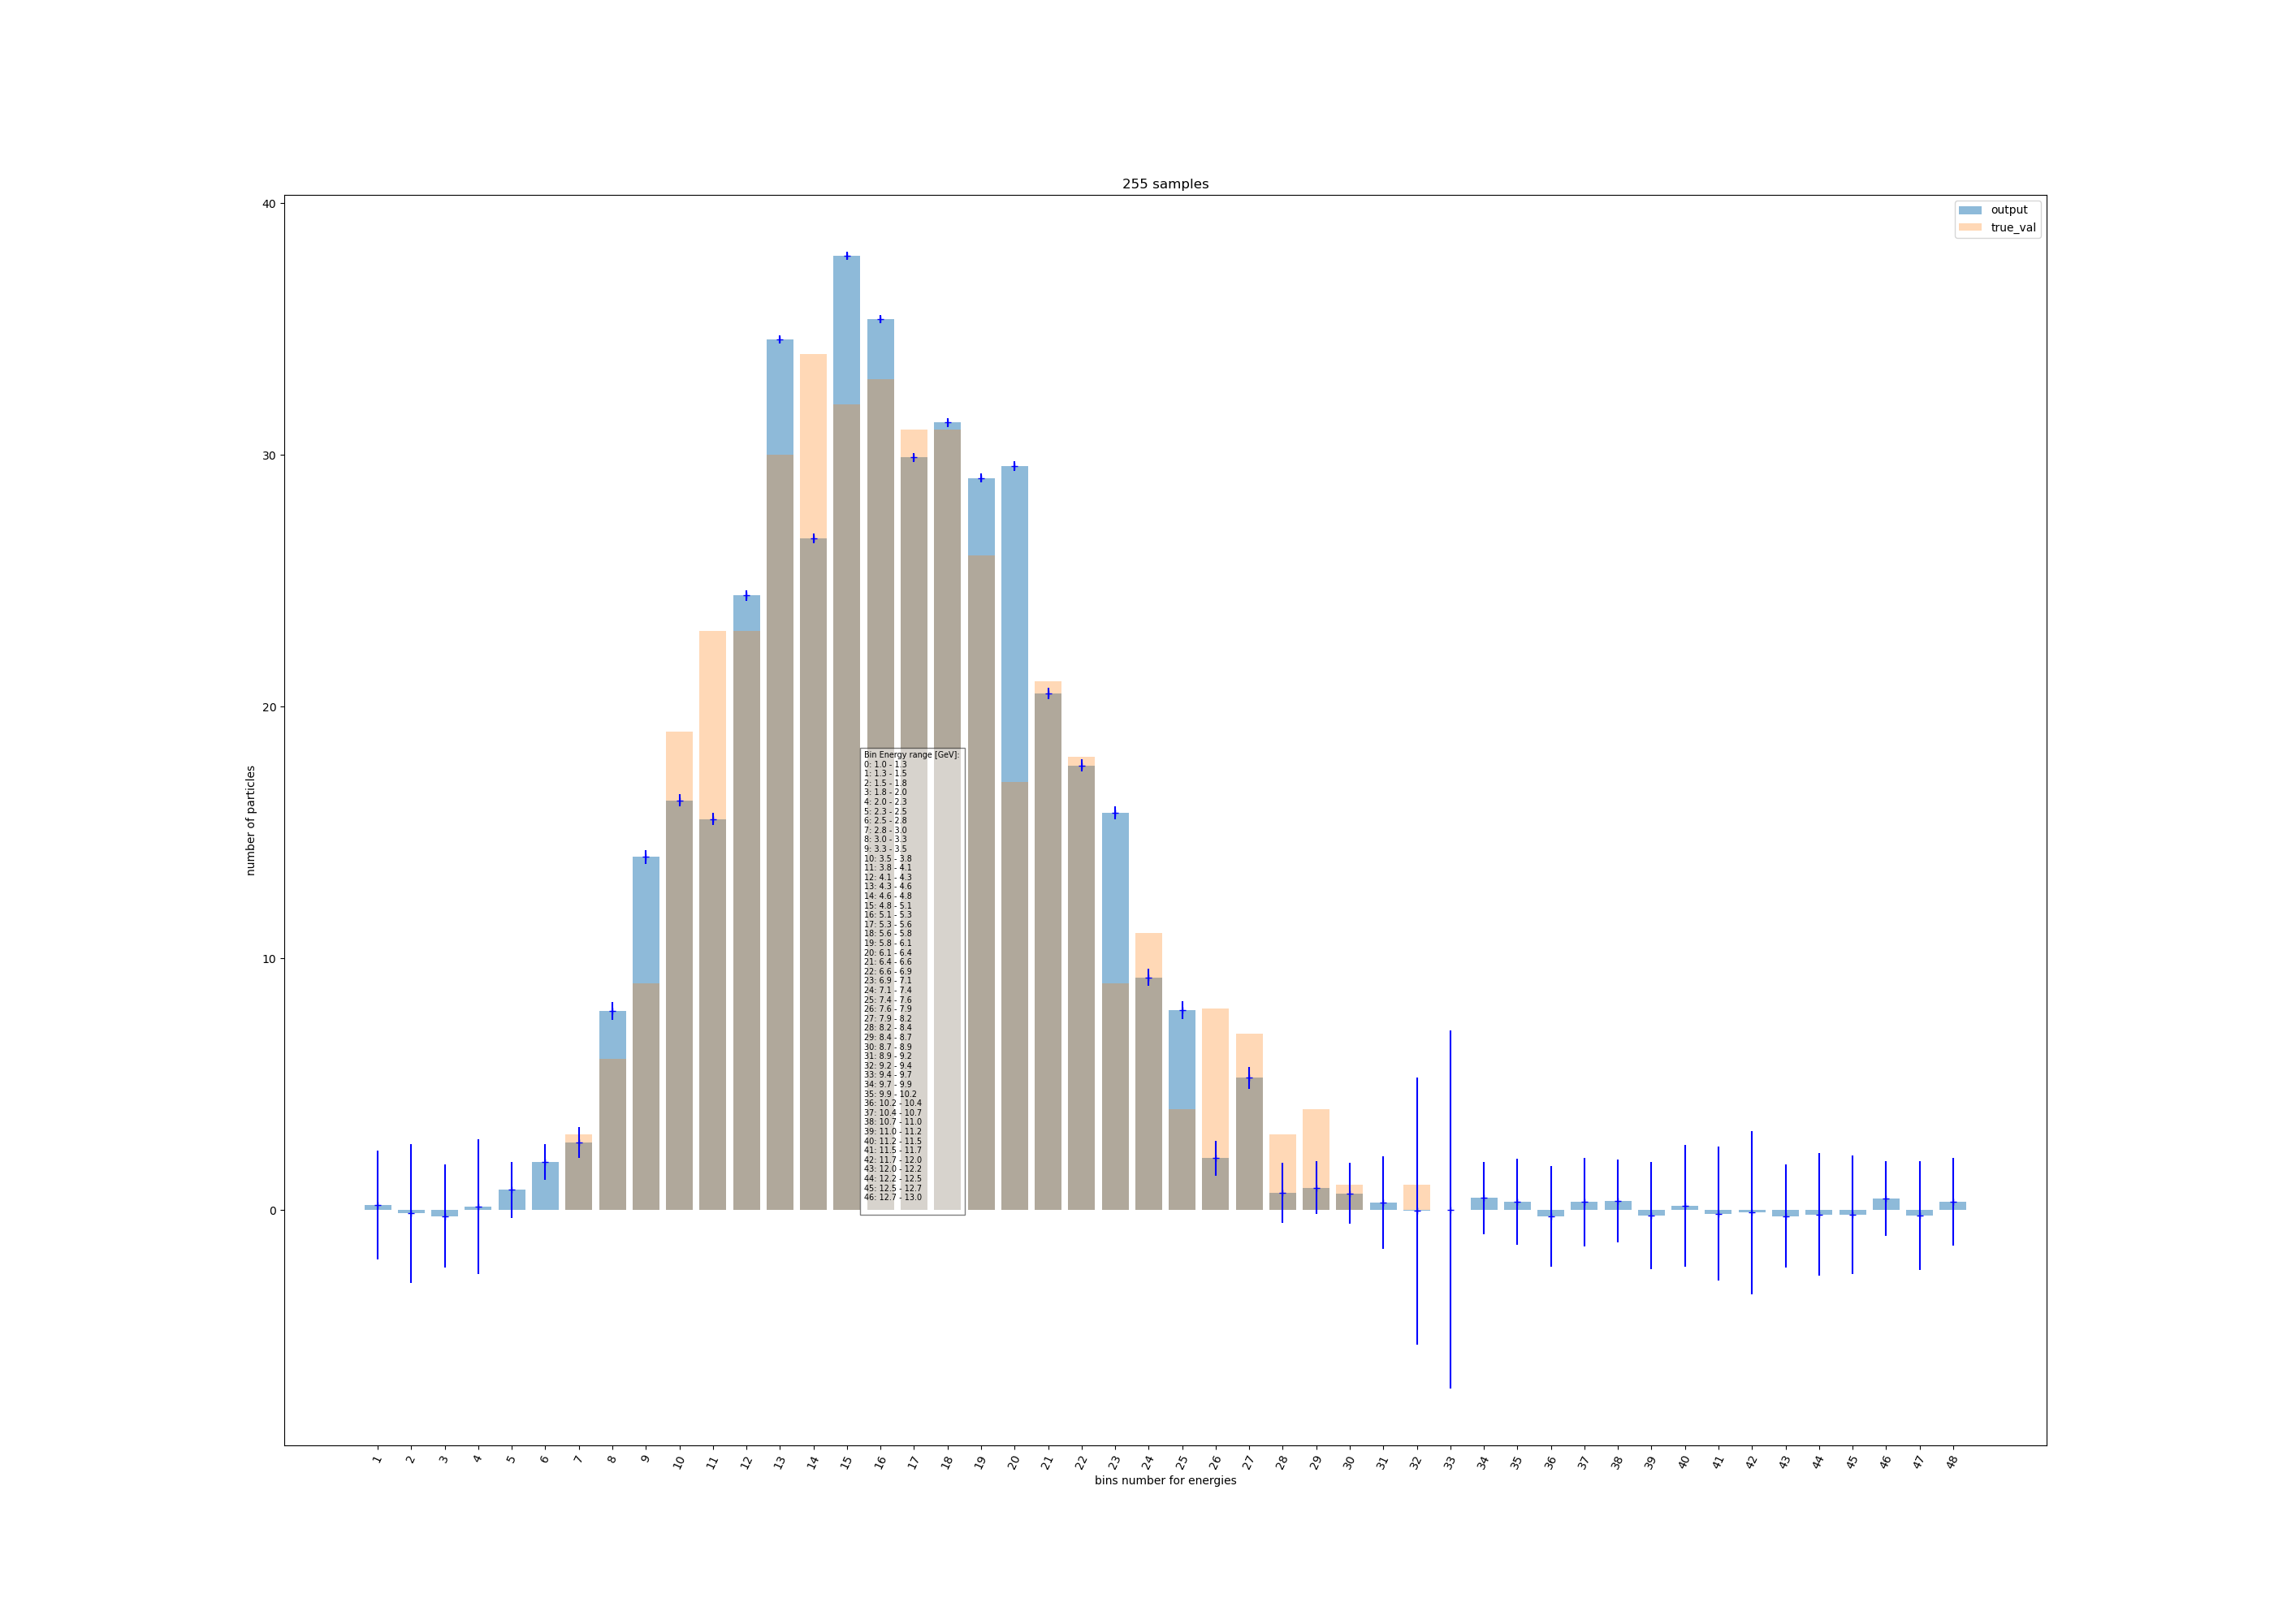 255 samples
output
true_val
40
30
20
10
0
number of particles
Bin Energy range [GeV]:
0: 1.0 - 1.3
1: 1.3 - 1.5
2: 1.5 - 1.8
3: 1.8 - 2.0
4: 2.0 - 2.3
5: 2.3 - 2.5
6: 2.5 - 2.8
7: 2.8 - 3.0
8: 3.0 - 3.3
9: 3.3 - 3.5
10: 3.5 - 3.8
11: 3.8 - 4.1
12: 4.1 - 4.3
13: 4.3 - 4.6
14: 4.6 - 4.8
15: 4.8 - 5.1
16: 5.1 - 5.3
17: 5.3 - 5.6
18: 5.6 - 5.8
19: 5.8 - 6.1
20: 6.1 - 6.4
21: 6.4 - 6.6
22: 6.6 - 6.9
23: 6.9 - 7.1
24: 7.1 - 7.4
25: 7.4 - 7.6
26: 7.6 - 7.9
27: 7.9 - 8.2
28: 8.2 - 8.4
29: 8.4 - 8.7
30: 8.7 - 8.9
31: 8.9 - 9.2
32: 9.2 - 9.4
33: 9.4 - 9.7
34: 9.7 - 9.9
35: 9.9 - 10.2
36: 10.2 - 10.4
37: 10.4 - 10.7
38: 10.7 - 11.0
39: 11.0 - 11.2
40: 11.2 - 11.5
41: 11.5 - 11.7
42: 11.7 - 12.0
43: 12.0 - 12.2
44: 12.2 - 12.5
45: 12.5 - 12.7
46: 12.7 - 13.0
1 2 3 4 5 6 7 8 9 10 11 12 13 14 15 16 17 18 19 20 21 22 23 24 25 26 27 28 29 30 31 32 33 34 35 36 37 38 39 40 41 42 43 44 45 46 47 48
bins number for energies